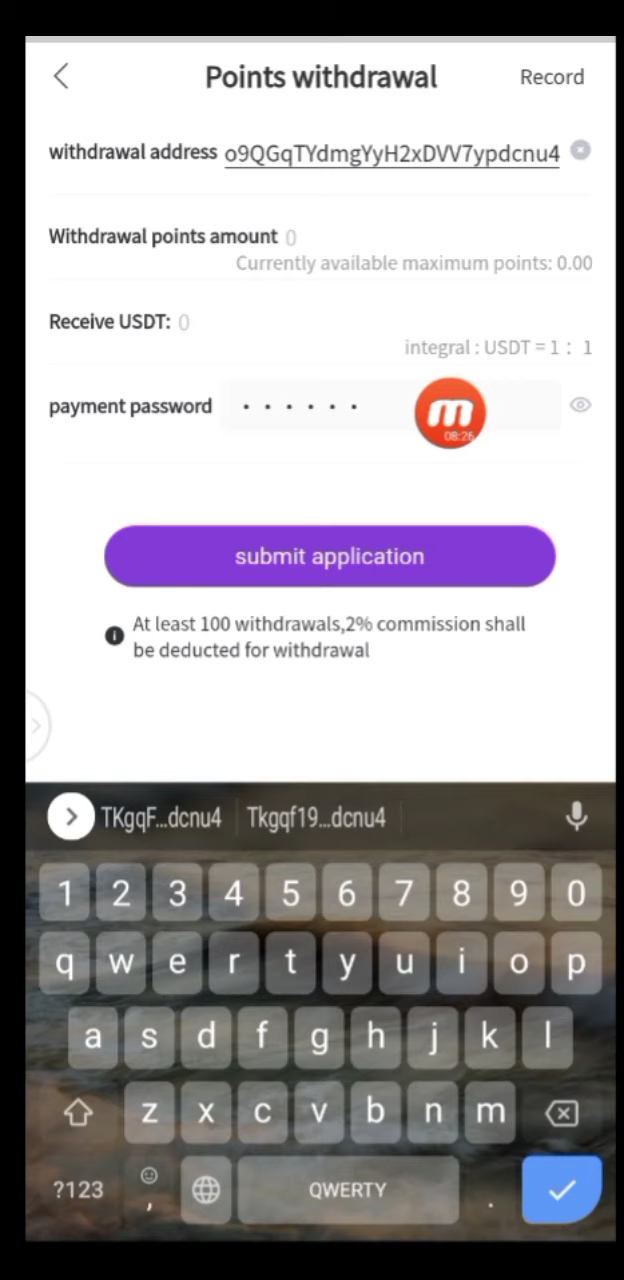 Points withdrawal Record
withdrawal address o9QGqTYdmgYyH2xDVV7ypdcnu4
Withdrawal points amount 0
Currently available maximum points: 0.00
Receive USDT: 0
integral : USDT = 1 : 1
payment password
m
08:26
submit application
At least 100 withdrawals,2% commission shall
be deducted for withdrawal
TKgqF...dcnu4 Tkgqf19...dcnu4
1 2 3 4 5 6 7 8 9 0
q w e r t y u i o p
a s d f g h j k l
z x c v b n m
?123 , QWERTY .